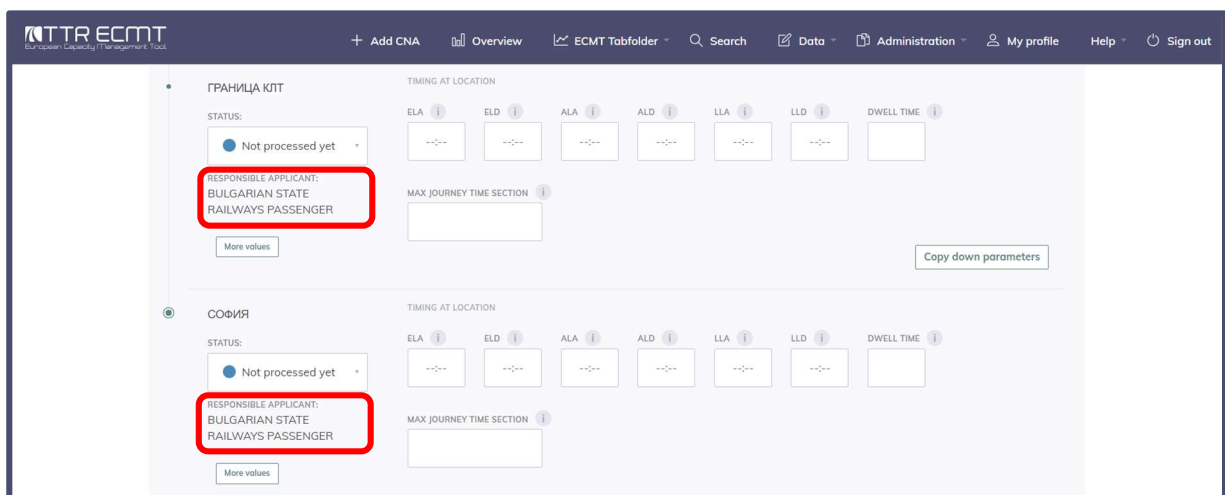 TTR ECMT
European Capacity Management Tool
+ Add CNA Overview ECMT Tabfolder Search Data Administration My profile Help Sign out
ГРАНИЦА КЛТ
TIMING AT LOCATION
STATUS:
ELA i ELD i ALA i ALD i LLA i LLD i DWELL TIME i
Not processed yet
--:-- --:-- --:-- --:-- --:-- --:--
RESPONSIBLE APPLICANT:
BULGARIAN STATE
RAILWAYS PASSENGER
MAX JOURNEY TIME SECTION i
More values
Copy down parameters
СОФИЯ
TIMING AT LOCATION
STATUS:
ELA i ELD i ALA i ALD i LLA i LLD i DWELL TIME i
Not processed yet
--:-- --:-- --:-- --:-- --:-- --:--
RESPONSIBLE APPLICANT:
BULGARIAN STATE
RAILWAYS PASSENGER
MAX JOURNEY TIME SECTION i
More values